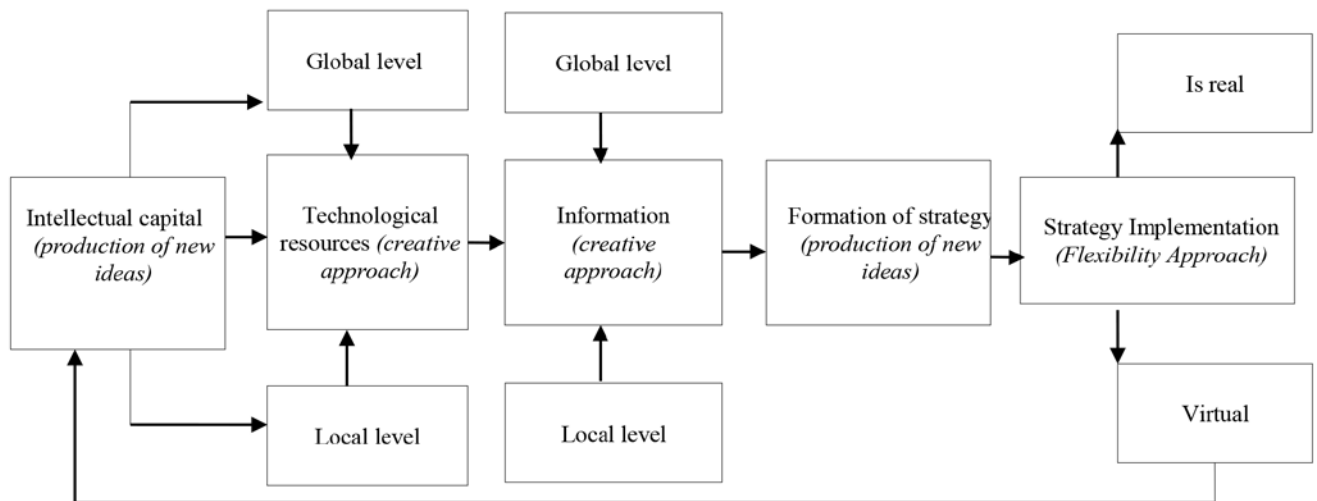 Global level
Global level
Is real
Intellectual capital
(production of new
ideas)
Technological
resources (creative
approach)
Information
(creative
approach)
Formation of strategy
(production of new
ideas)
Strategy Implementation
(Flexibility Approach)
Local level
Local level
Virtual